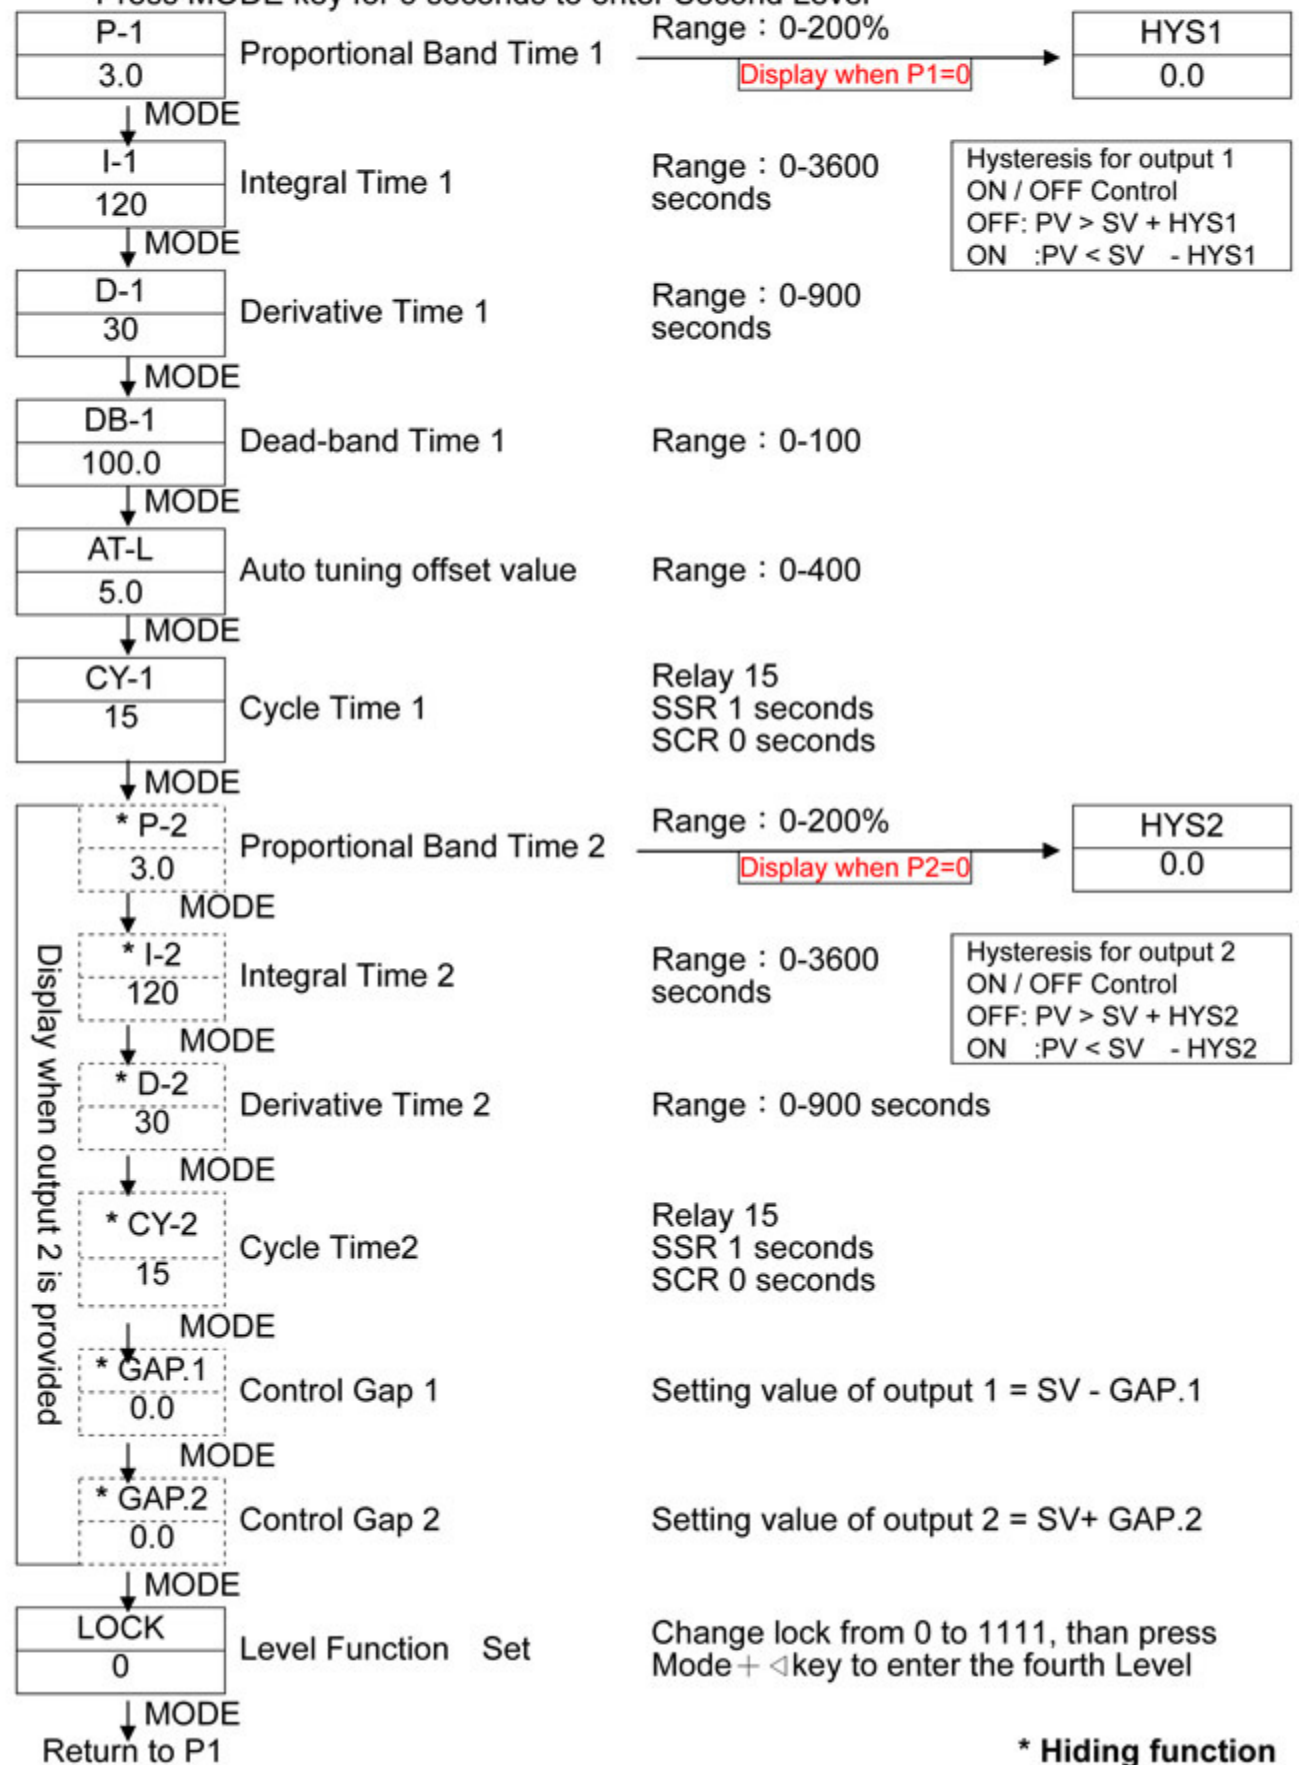 P-1
3.0
Proportional Band Time 1
Range：0-200%
Display when P1=0
HYS1
0.0
MODE
I-1
120
Integral Time 1
Range：0-3600
seconds
Hysteresis for output 1
ON / OFF Control
OFF: PV > SV + HYS1
ON :PV < SV - HYS1
MODE
D-1
30
Derivative Time 1
Range：0-900
seconds
MODE
DB-1
100.0
Dead-band Time 1
Range：0-100
MODE
AT-L
5.0
Auto tuning offset value
Range：0-400
MODE
CY-1
15
Cycle Time 1
Relay 15
SSR 1 seconds
SCR 0 seconds
MODE
Display when output 2 is provided
* P-2
3.0
Proportional Band Time 2
Range：0-200%
Display when P2=0
HYS2
0.0
MODE
* I-2
120
Integral Time 2
Range：0-3600
seconds
Hysteresis for output 2
ON / OFF Control
OFF: PV > SV + HYS2
ON :PV < SV - HYS2
MODE
* D-2
30
Derivative Time 2
Range：0-900 seconds
MODE
* CY-2
15
Cycle Time2
Relay 15
SSR 1 seconds
SCR 0 seconds
MODE
* GAP.1
0.0
Control Gap 1
Setting value of output 1 = SV - GAP.1
MODE
* GAP.2
0.0
Control Gap 2
Setting value of output 2 = SV+ GAP.2
MODE
LOCK
0
Level Function Set
Change lock from 0 to 1111, than press
Mode＋◁key to enter the fourth Level
MODE
Return to P1
* Hiding function